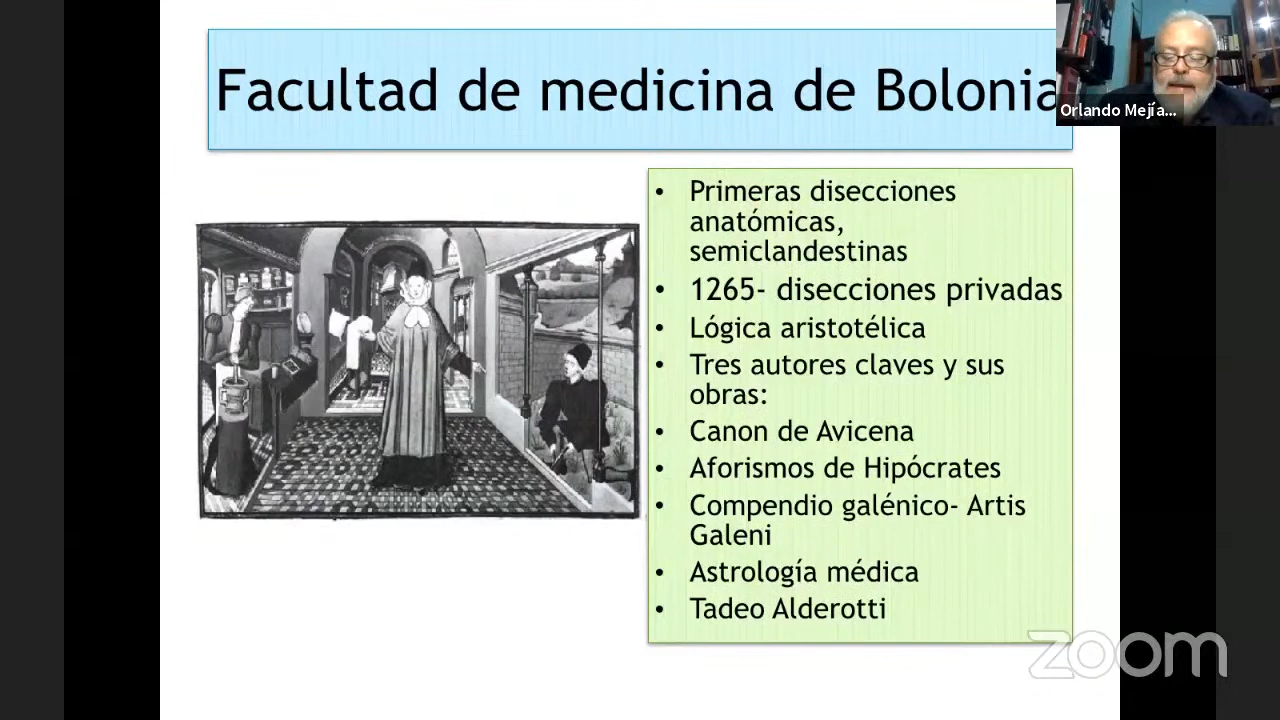 Facultad de medicina de Bolonia
Orlando Mejía...
• Primeras disecciones
anatómicas,
semiclandestinas
• 1265- disecciones privadas
• Lógica aristotélica
• Tres autores claves y sus
obras:
• Canon de Avicena
• Aforismos de Hipócrates
• Compendio galénico- Artis
Galeni
• Astrología médica
• Tadeo Alderotti
zoom